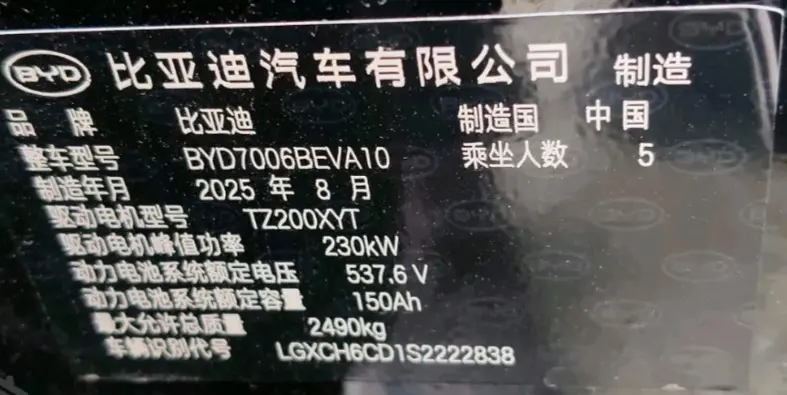 BYD 比亚迪汽车有限公司 制造
品牌 比亚迪 制造国 中国
整车型号 BYD7006BEVA10 乘坐人数 5
制造年月 2025 年 8 月
驱动电机型号 TZ200XYT
驱动电机峰值功率 230kW
动力电池系统额定电压 537.6 V
动力电池系统额定容量 150Ah
最大允许总质量 2490kg
车辆识别代号 LGXCH6CD1S2222838